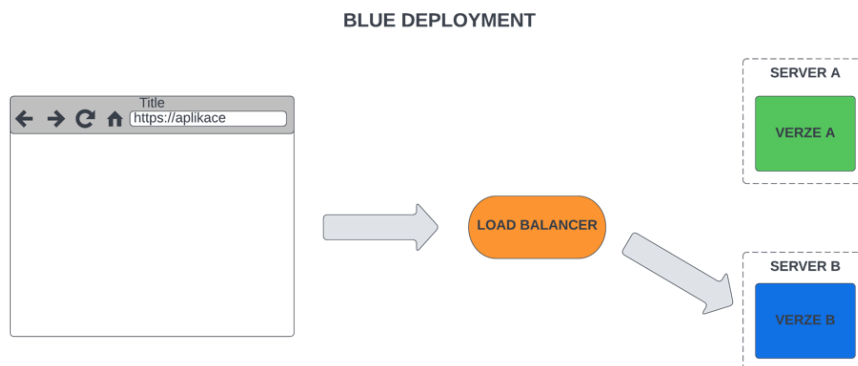 BLUE DEPLOYMENT
Title
https://aplikace
LOAD BALANCER
SERVER A
VERZE A
SERVER B
VERZE B